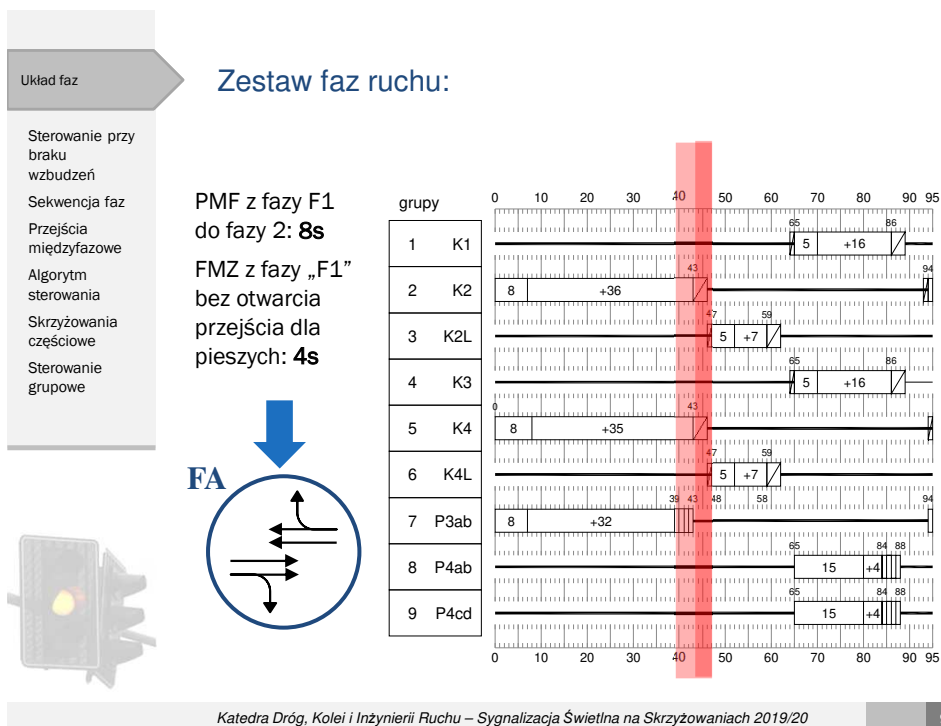 Układ faz
Zestaw faz ruchu:
Sterowanie przy
braku
wzbudzeń
Sekwencja faz
Przejścia
międzyfazowe
Algorytm
sterowania
Skrzyżowania
częściowe
Sterowanie
grupowe
PMF z fazy F1
do fazy 2: 8s
FMZ z fazy „F1”
bez otwarcia
przejścia dla
pieszych: 4s
FA
grupy
0 10 20 30 40 50 60 70 80 90 95
65 86
1 K1 5 +16
43 94
2 K2 8 +36
47 59
3 K2L 5 +7
65 86
4 K3 5 +16
0 43
5 K4 8 +35
47 59
6 K4L 5 +7
39 43 48 58 94
7 P3ab 8 +32
65 84 88
8 P4ab 15 +4
65 84 88
9 P4cd 15 +4
0 10 20 30 40 50 60 70 80 90 95
Katedra Dróg, Kolei i Inżynierii Ruchu – Sygnalizacja Świetlna na Skrzyżowaniach 2019/20